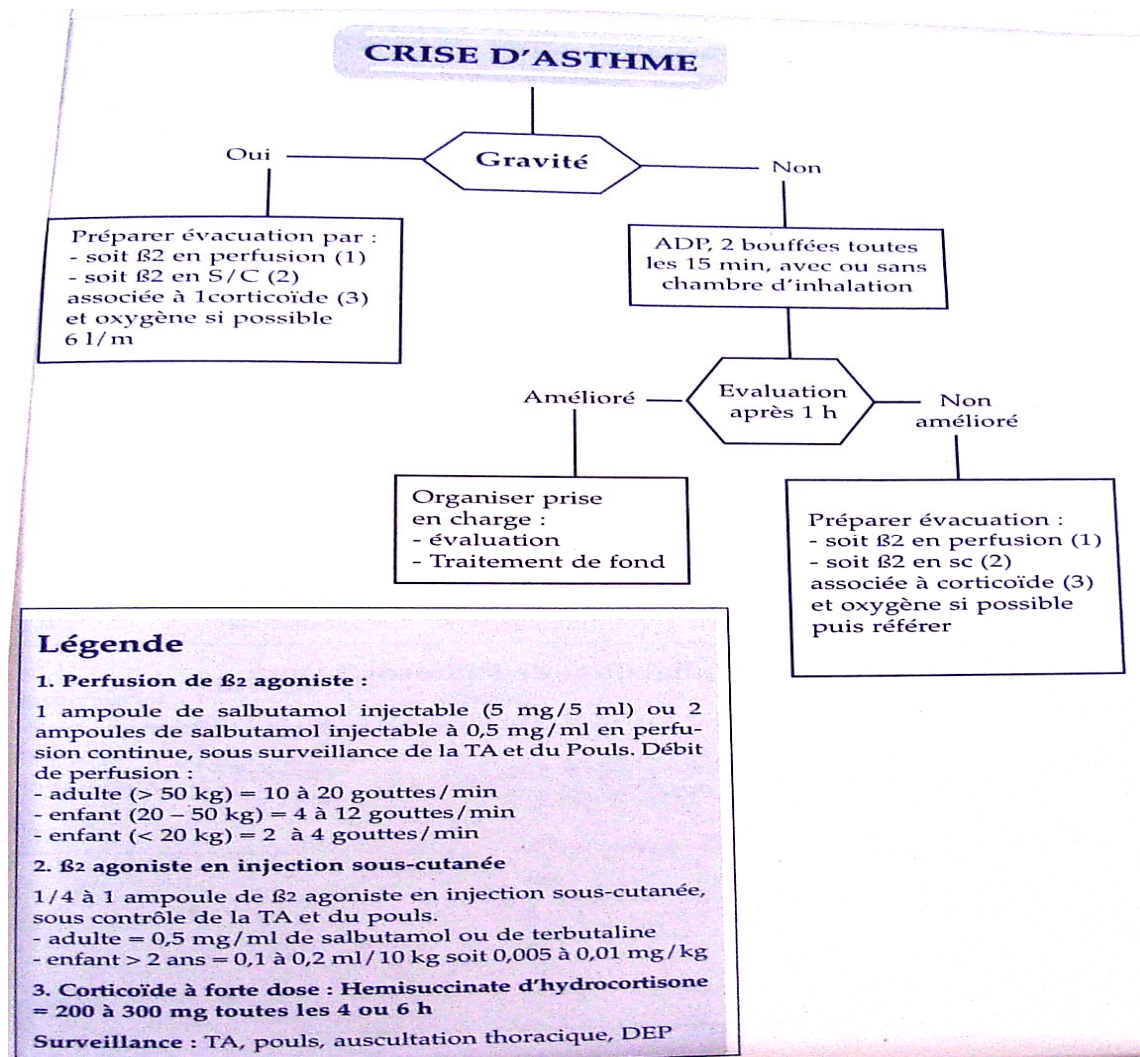 CRISE D'ASTHME
Gravité
Oui
Non
Préparer évacuation par :
- soit ß2 en perfusion (1)
- soit ß2 en S/C (2)
associée à 1corticoïde (3)
et oxygène si possible
6 l/m
ADP, 2 bouffées toutes
les 15 min, avec ou sans
chambre d'inhalation
Evaluation
après 1 h
Amélioré
Non
amélioré
Organiser prise
en charge :
- évaluation
- Traitement de fond
Préparer évacuation :
- soit ß2 en perfusion (1)
- soit ß2 en sc (2)
associée à corticoïde (3)
et oxygène si possible
puis référer
Légende
1. Perfusion de ß2 agoniste :
1 ampoule de salbutamol injectable (5 mg/5 ml) ou 2
ampoules de salbutamol injectable à 0,5 mg/ml en perfu-
sion continue, sous surveillance de la TA et du Pouls. Débit
de perfusion :
- adulte (> 50 kg) = 10 à 20 gouttes/min
- enfant (20 – 50 kg) = 4 à 12 gouttes/min
- enfant (< 20 kg) = 2 à 4 gouttes/min
2. ß2 agoniste en injection sous-cutanée
1/4 à 1 ampoule de ß2 agoniste en injection sous-cutanée,
sous contrôle de la TA et du pouls.
- adulte = 0,5 mg/ml de salbutamol ou de terbutaline
- enfant > 2 ans = 0,1 à 0,2 ml/10 kg soit 0,005 à 0,01 mg/kg
3. Corticoïde à forte dose : Hemisuccinate d'hydrocortisone
= 200 à 300 mg toutes les 4 ou 6 h
Surveillance : TA, pouls, auscultation thoracique, DEP